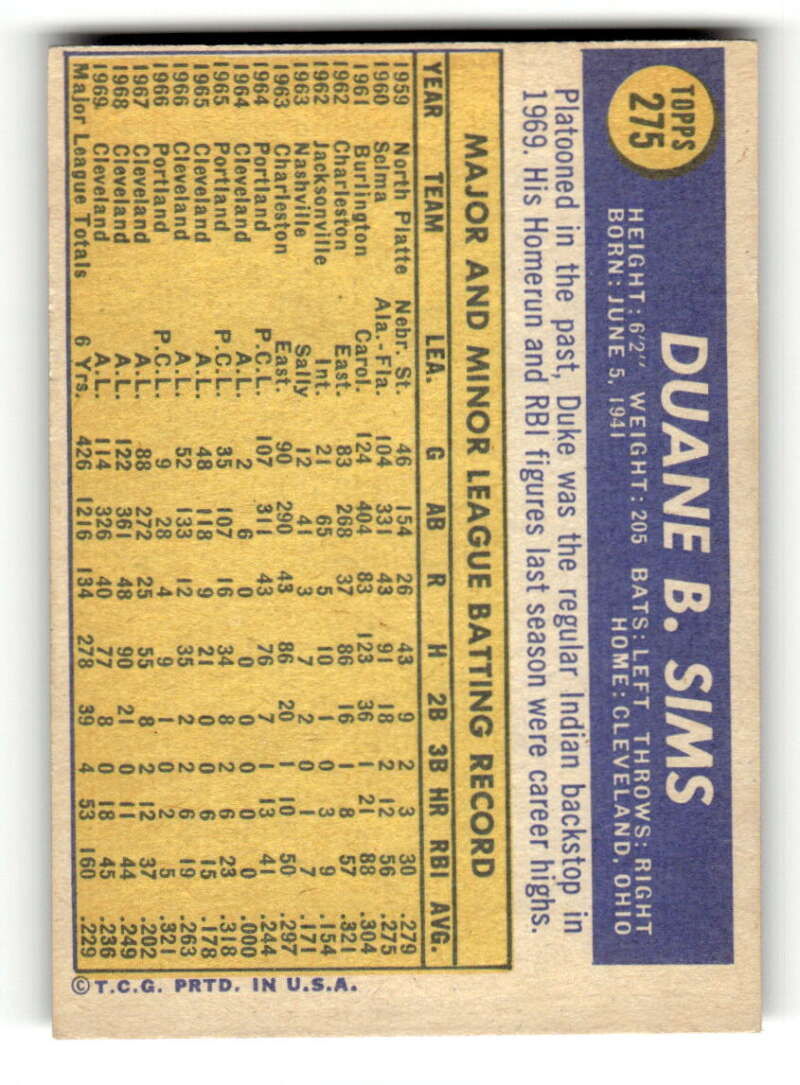 TOPPS
275
DUANE B. SIMS
HEIGHT: 6'2" WEIGHT: 205 BATS: LEFT THROWS: RIGHT
BORN: JUNE 5, 1941 HOME: CLEVELAND, OHIO
Platooned in the past, Duke was the regular Indian backstop in
1969. His Homerun and RBI figures last season were career highs.
MAJOR AND MINOR LEAGUE BATTING RECORD
YEAR TEAM LEA. G AB R H 2B 3B HR RBI AVG.
1959 North Platte Nebr. St. 46 154 26 43 9 2 3 30 .279
1960 Selma Ala.-Fla. 104 331 43 91 18 2 12 56 .275
1961 Burlington Carol. 124 404 83 123 36 1 21 88 .304
1962 Charleston East. 83 268 37 86 16 1 8 57 .321
1962 Jacksonville Int. 21 65 5 10 1 0 3 9 .154
1963 Nashville Sally 12 41 3 7 2 0 1 7 .171
1963 Charleston East. 90 290 43 86 20 1 10 50 .297
1964 Portland P.C.L. 107 311 43 76 7 1 13 41 .244
1964 Cleveland A.L. 2 6 0 0 0 0 0 0 .000
1965 Portland P.C.L. 35 107 16 34 8 2 6 23 .318
1965 Cleveland A.L. 48 118 9 21 0 0 6 15 .178
1966 Cleveland A.L. 52 133 12 35 2 2 6 19 .263
1966 Portland P.C.L. 9 28 4 9 1 0 2 5 .321
1967 Cleveland A.L. 88 272 25 55 8 2 12 37 .202
1968 Cleveland A.L. 122 361 48 90 21 0 11 44 .249
1969 Cleveland A.L. 114 326 40 77 8 0 18 45 .236
Major League Totals 6 Yrs. 426 1216 134 278 39 4 53 160 .229
© T.C.G. PRTD. IN U.S.A.